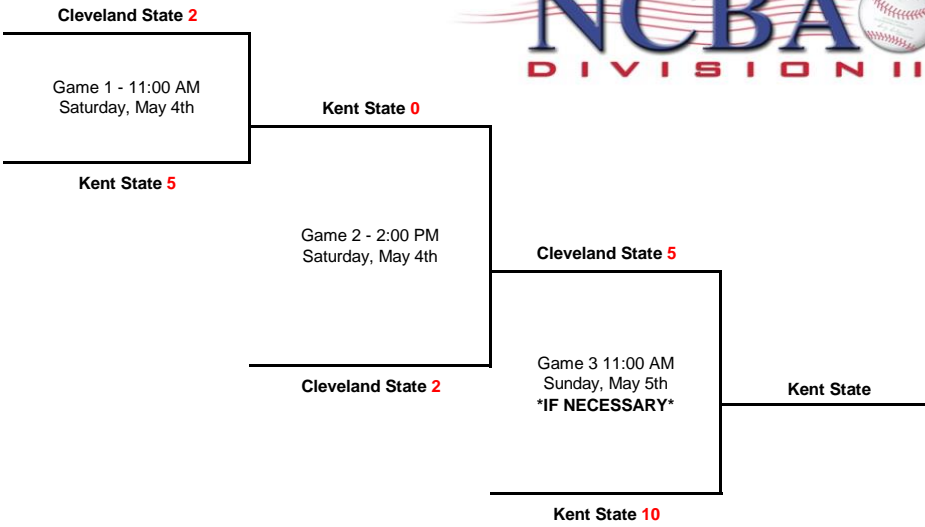 Cleveland State 2
NCBA
DIVISION II
Game 1 - 11:00 AM
Saturday, May 4th
Kent State 0
Kent State 5
Game 2 - 2:00 PM
Saturday, May 4th
Cleveland State 5
Game 3 11:00 AM
Sunday, May 5th
*IF NECESSARY*
Cleveland State 2
Kent State
Kent State 10